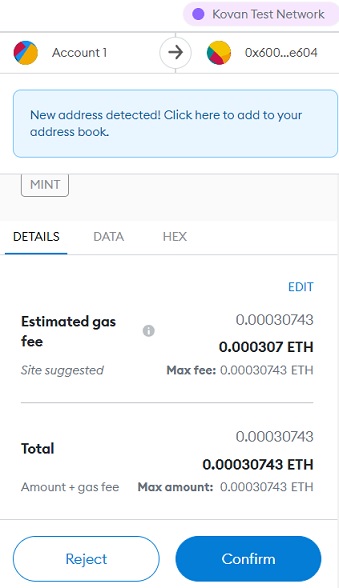 Kovan Test Network
Account 1
0x600...e604
New address detected! Click here to add to your
address book.
MINT
DETAILS DATA HEX
EDIT
Estimated gas fee
0.00030743
0.000307 ETH
Site suggested
Max fee: 0.00030743 ETH
Total
0.00030743
0.00030743 ETH
Amount + gas fee
Max amount: 0.00030743 ETH
Reject
Confirm